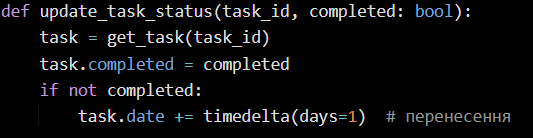 def update_task_status(task_id, completed: bool):
    task = get_task(task_id)
    task.completed = completed
    if not completed:
        task.date += timedelta(days=1)  # перенесення